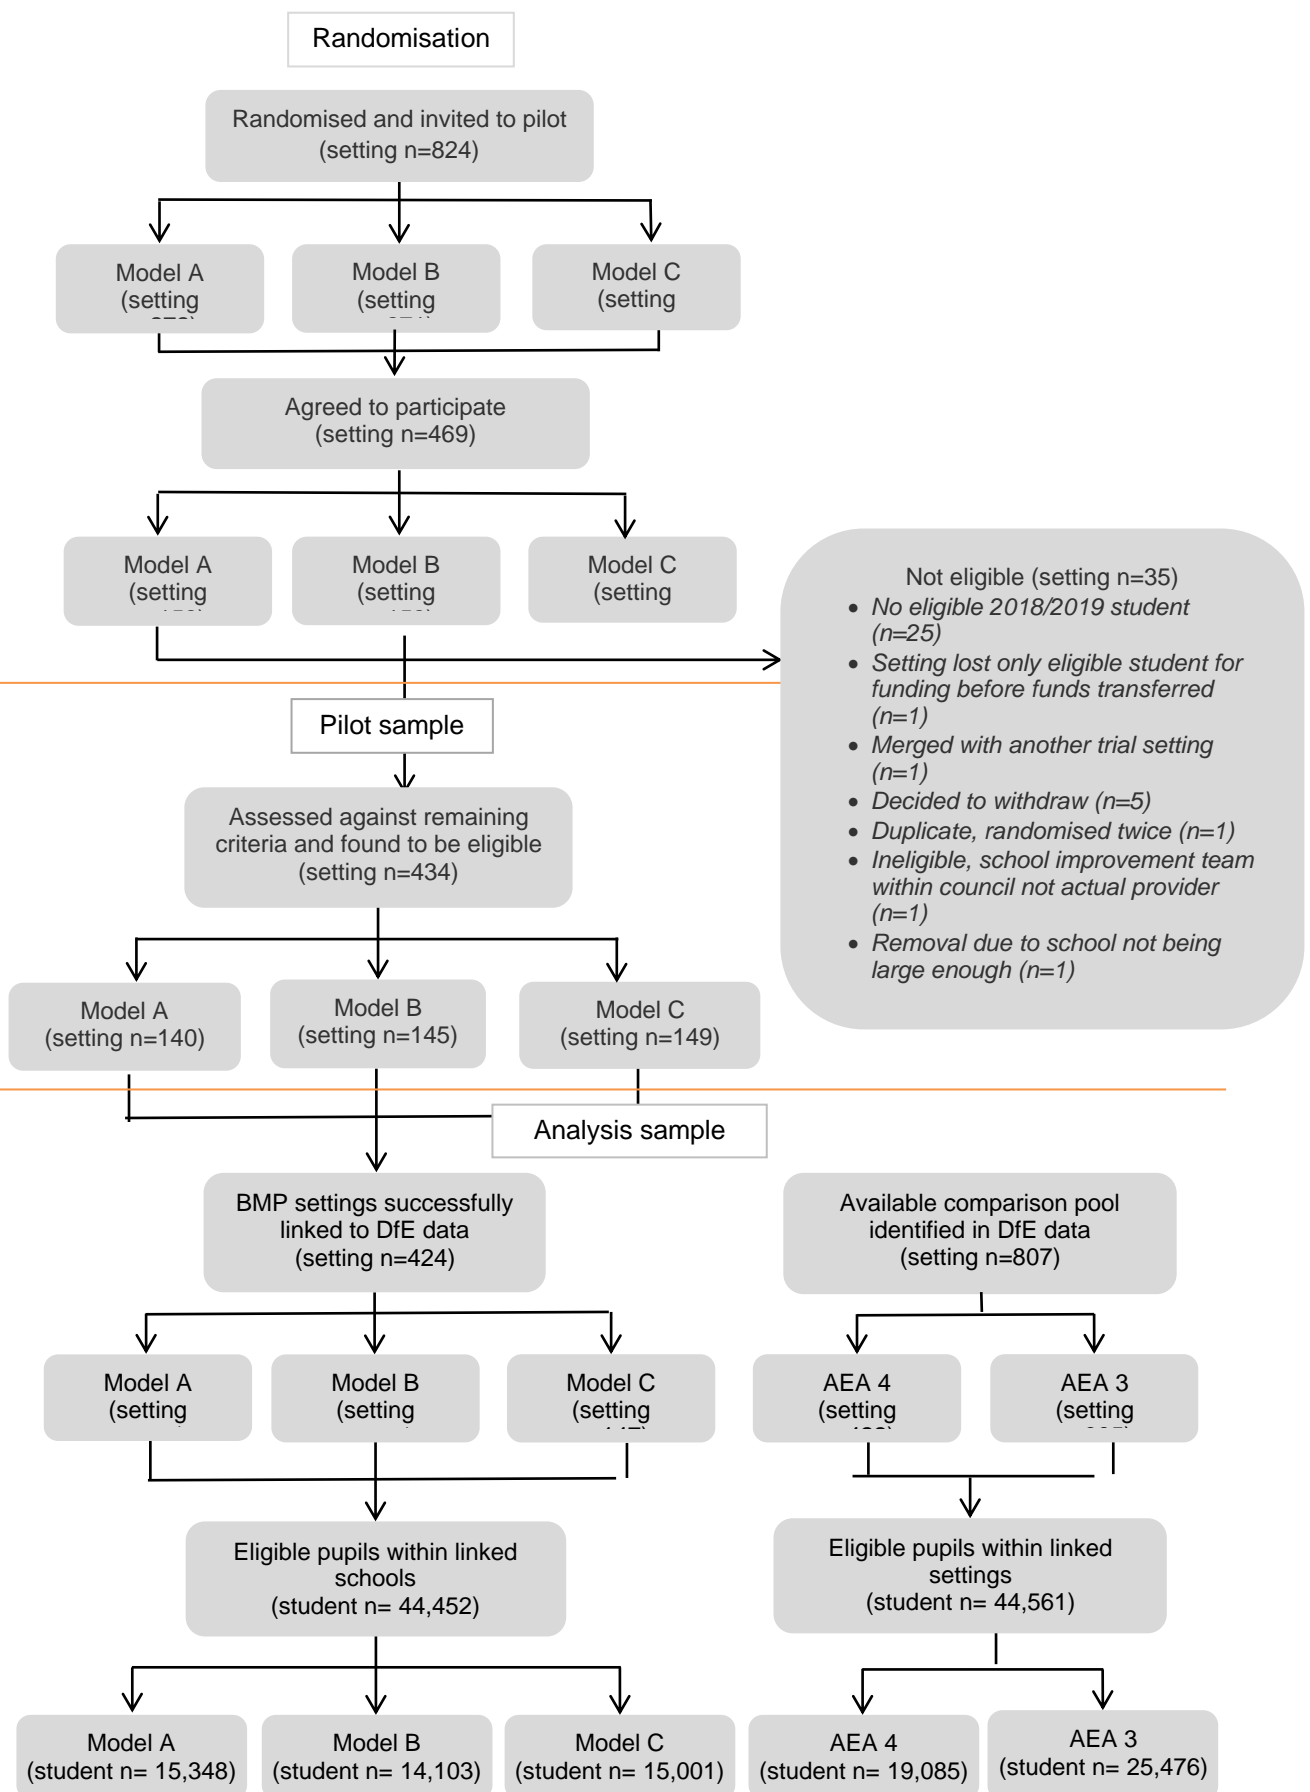 Randomisation
Randomised and invited to pilot
(setting n=824)
Model A
(setting
Model B
(setting
Model C
(setting
Agreed to participate
(setting n=469)
Model A
(setting
Model B
(setting
Model C
(setting
Not eligible (setting n=35)
• No eligible 2018/2019 student
(n=25)
• Setting lost only eligible student for
funding before funds transferred
(n=1)
• Merged with another trial setting
(n=1)
• Decided to withdraw (n=5)
• Duplicate, randomised twice (n=1)
• Ineligible, school improvement team
within council not actual provider
(n=1)
• Removal due to school not being
large enough (n=1)
Pilot sample
Assessed against remaining
criteria and found to be eligible
(setting n=434)
Model A
(setting n=140)
Model B
(setting n=145)
Model C
(setting n=149)
Analysis sample
BMP settings successfully
linked to DfE data
(setting n=424)
Available comparison pool
identified in DfE data
(setting n=807)
Model A
(setting
Model B
(setting
Model C
(setting
AEA 4
(setting
AEA 3
(setting
Eligible pupils within linked
schools
(student n= 44,452)
Eligible pupils within linked
settings
(student n= 44,561)
Model A
(student n= 15,348)
Model B
(student n= 14,103)
Model C
(student n= 15,001)
AEA 4
(student n= 19,085)
AEA 3
(student n= 25,476)